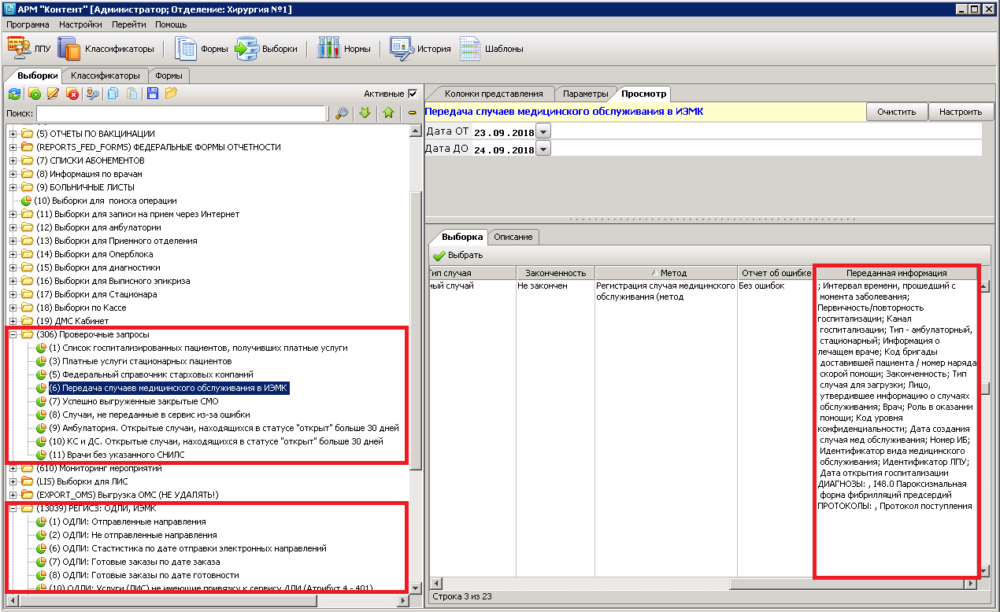 АРМ "Контент" [Администратор; Отделение: Хирургия №1]
Программа Настройки Перейти Помощь
ЛПУ Классификаторы Формы Выборки Нормы История Шаблоны
Выборки Классификаторы Формы
Активные
Поиск:
(5) ОТЧЕТЫ ПО ВАКЦИНАЦИИ
(REPORTS_FED_FORMS) ФЕДЕРАЛЬНЫЕ ФОРМЫ ОТЧЕТНОСТИ
(7) СПИСКИ АБОНЕМЕНТОВ
(8) Информация по врачам
(9) БОЛЬНИЧНЫЕ ЛИСТЫ
(10) Выборки для поиска операции
(11) Выборки для записи на прием через Интернет
(12) Выборки для амбулатории
(13) Выборки для Приемного отделения
(14) Выборки для Оперблока
(15) Выборки для диагностики
(16) Выборки для Выписного эпикриза
(17) Выборки для Стационара
(18) Выборки по Кассе
(19) ДМС Кабинет
(306) Проверочные запросы
(1) Список госпитализированных пациентов, получивших платные услуги
(3) Платные услуги стационарных пациентов
(5) Федеральный справочник старховых компаний
(6) Передача случаев медицинского обслуживания в ИЭМК
(7) Успешно выгруженные закрытые СМО
(8) Случаи, не переданные в сервис из-за ошибки
(9) Амбулатория. Открытые случаи, находящихся в статусе "открыт" больше 30 дней
(10) КС и ДС. Открытые случаи, находящихся в статусе "открыт" больше 30 дней
(11) Врачи без указанного СНИЛС
(610) Мониторинг мероприятий
(LIS) Выборки для ЛИС
(EXPORT_OMS) Выгрузка ОМС (НЕ УДАЛЯТЬ!)
(13039) РЕГИСЗ: ОДЛИ, ИЭМК
(1) ОДЛИ: Отправленные направления
(2) ОДЛИ: Не отправленные направления
(6) ОДЛИ: Стастистика по дате отправки электронных направлений
(7) ОДЛИ: Готовые заказы по дате заказа
(8) ОДЛИ: Готовые заказы по дате готовности
(10) ОДЛИ: Услуги (ЛИС) не имеющие привязку к сервису ДЛИ (Атрибут 4 - 401)
Колонки представления Параметры Просмотр
Передача случаев медицинского обслуживания в ИЭМК Очистить Настроить
Дата ОТ 23.09.2018
Дата ДО 24.09.2018
Выборка Описание
Выбрать
Тип случая Законченность Метод Отчет об ошибке Переданная информация
ный случай Не закончен Регистрация случая медицинского Без ошибок
обслуживания (метод
; Интервал времени, прошедший с
момента заболевания;
Первичность/повторность
госпитализации; Канал
госпитализации; Тип - амбулаторный,
стационарный; Информация о
лечащем враче; Код бригады
доставившей пациента / номер наряда
скорой помощи; Законченность; Тип
случая для загрузки; Лицо,
утвердившее информацию о случаях
обслуживания; Врач; Роль в оказании
помощи; Код уровня
конфиденциальности; Дата создания
случая мед обслуживания; Номер ИБ;
Идентификатор вида медицинского
обслуживания; Идентификатор ЛПУ;
Дата открытия госпитализации
ДИАГНОЗЫ: , I48.0 Пароксизмальная
форма фибрилляций предсердий
ПРОТОКОЛЫ: , Протокол поступления
Строка 3 из 23